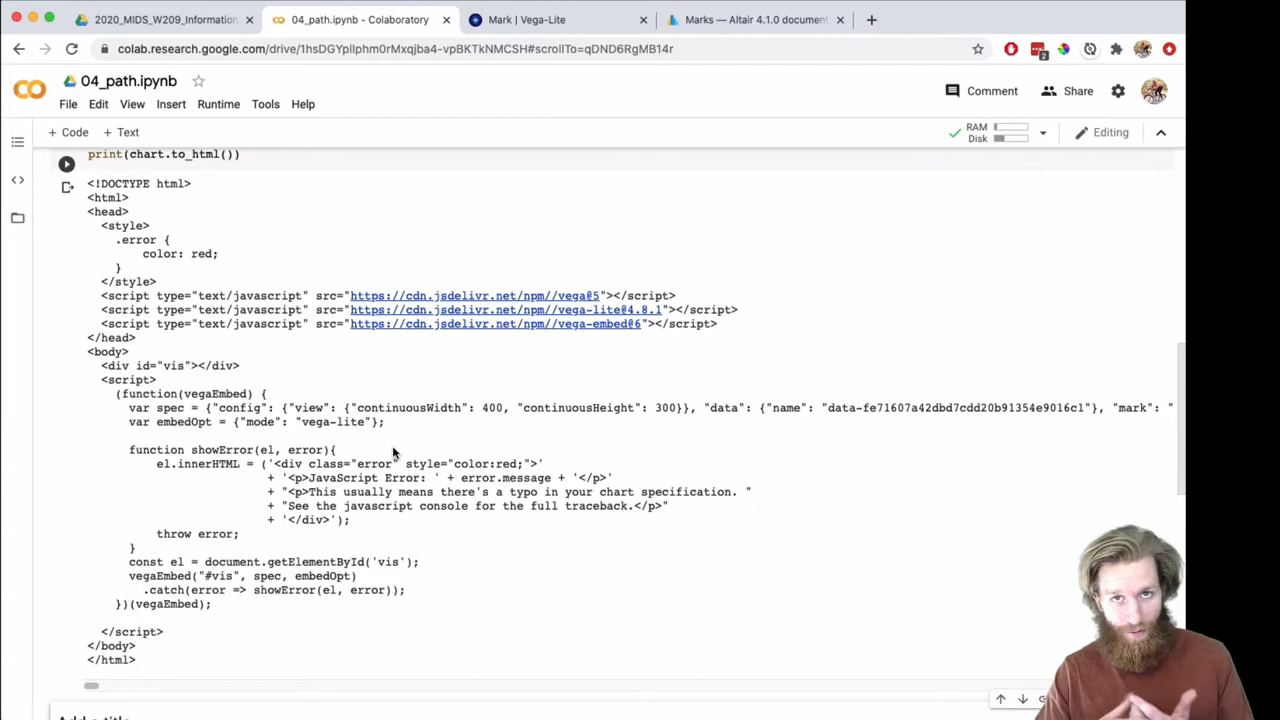 2020_MIDS_W209_Information
04_path.ipynb - Colaboratory
Mark | Vega-Lite
Marks — Altair 4.1.0 document
colab.research.google.com/drive/1hsDGYpllphm0rMxqjba4-vpBKTkNMCSH#scrollTo=qDND6RgMB14r
2
04_path.ipynb
File Edit View Insert Runtime Tools Help
Comment Share
+ Code + Text
RAM
Disk
Editing
print(chart.to_html())
<!DOCTYPE html>
<html>
<head>
<style>
.error {
color: red;
}
</style>
<script type="text/javascript" src="https://cdn.jsdelivr.net/npm//vega@5"></script>
<script type="text/javascript" src="https://cdn.jsdelivr.net/npm//vega-lite@4.8.1"></script>
<script type="text/javascript" src="https://cdn.jsdelivr.net/npm//vega-embed@6"></script>
</head>
<body>
<div id="vis"></div>
<script>
(function(vegaEmbed) {
var spec = {"config": {"view": {"continuousWidth": 400, "continuousHeight": 300}}, "data": {"name": "data-fe71607a42dbd7cdd20b91354e9016c1"}, "mark": "
var embedOpt = {"mode": "vega-lite"};
function showError(el, error){
el.innerHTML = ('<div class="error" style="color:red;">'
+ '<p>JavaScript Error: ' + error.message + '</p>'
+ "<p>This usually means there's a typo in your chart specification. "
+ "See the javascript console for the full traceback.</p>"
+ '</div>');
throw error;
}
const el = document.getElementById('vis');
vegaEmbed("#vis", spec, embedOpt)
.catch(error => showError(el, error));
})(vegaEmbed);
</script>
</body>
</html>
Add a title